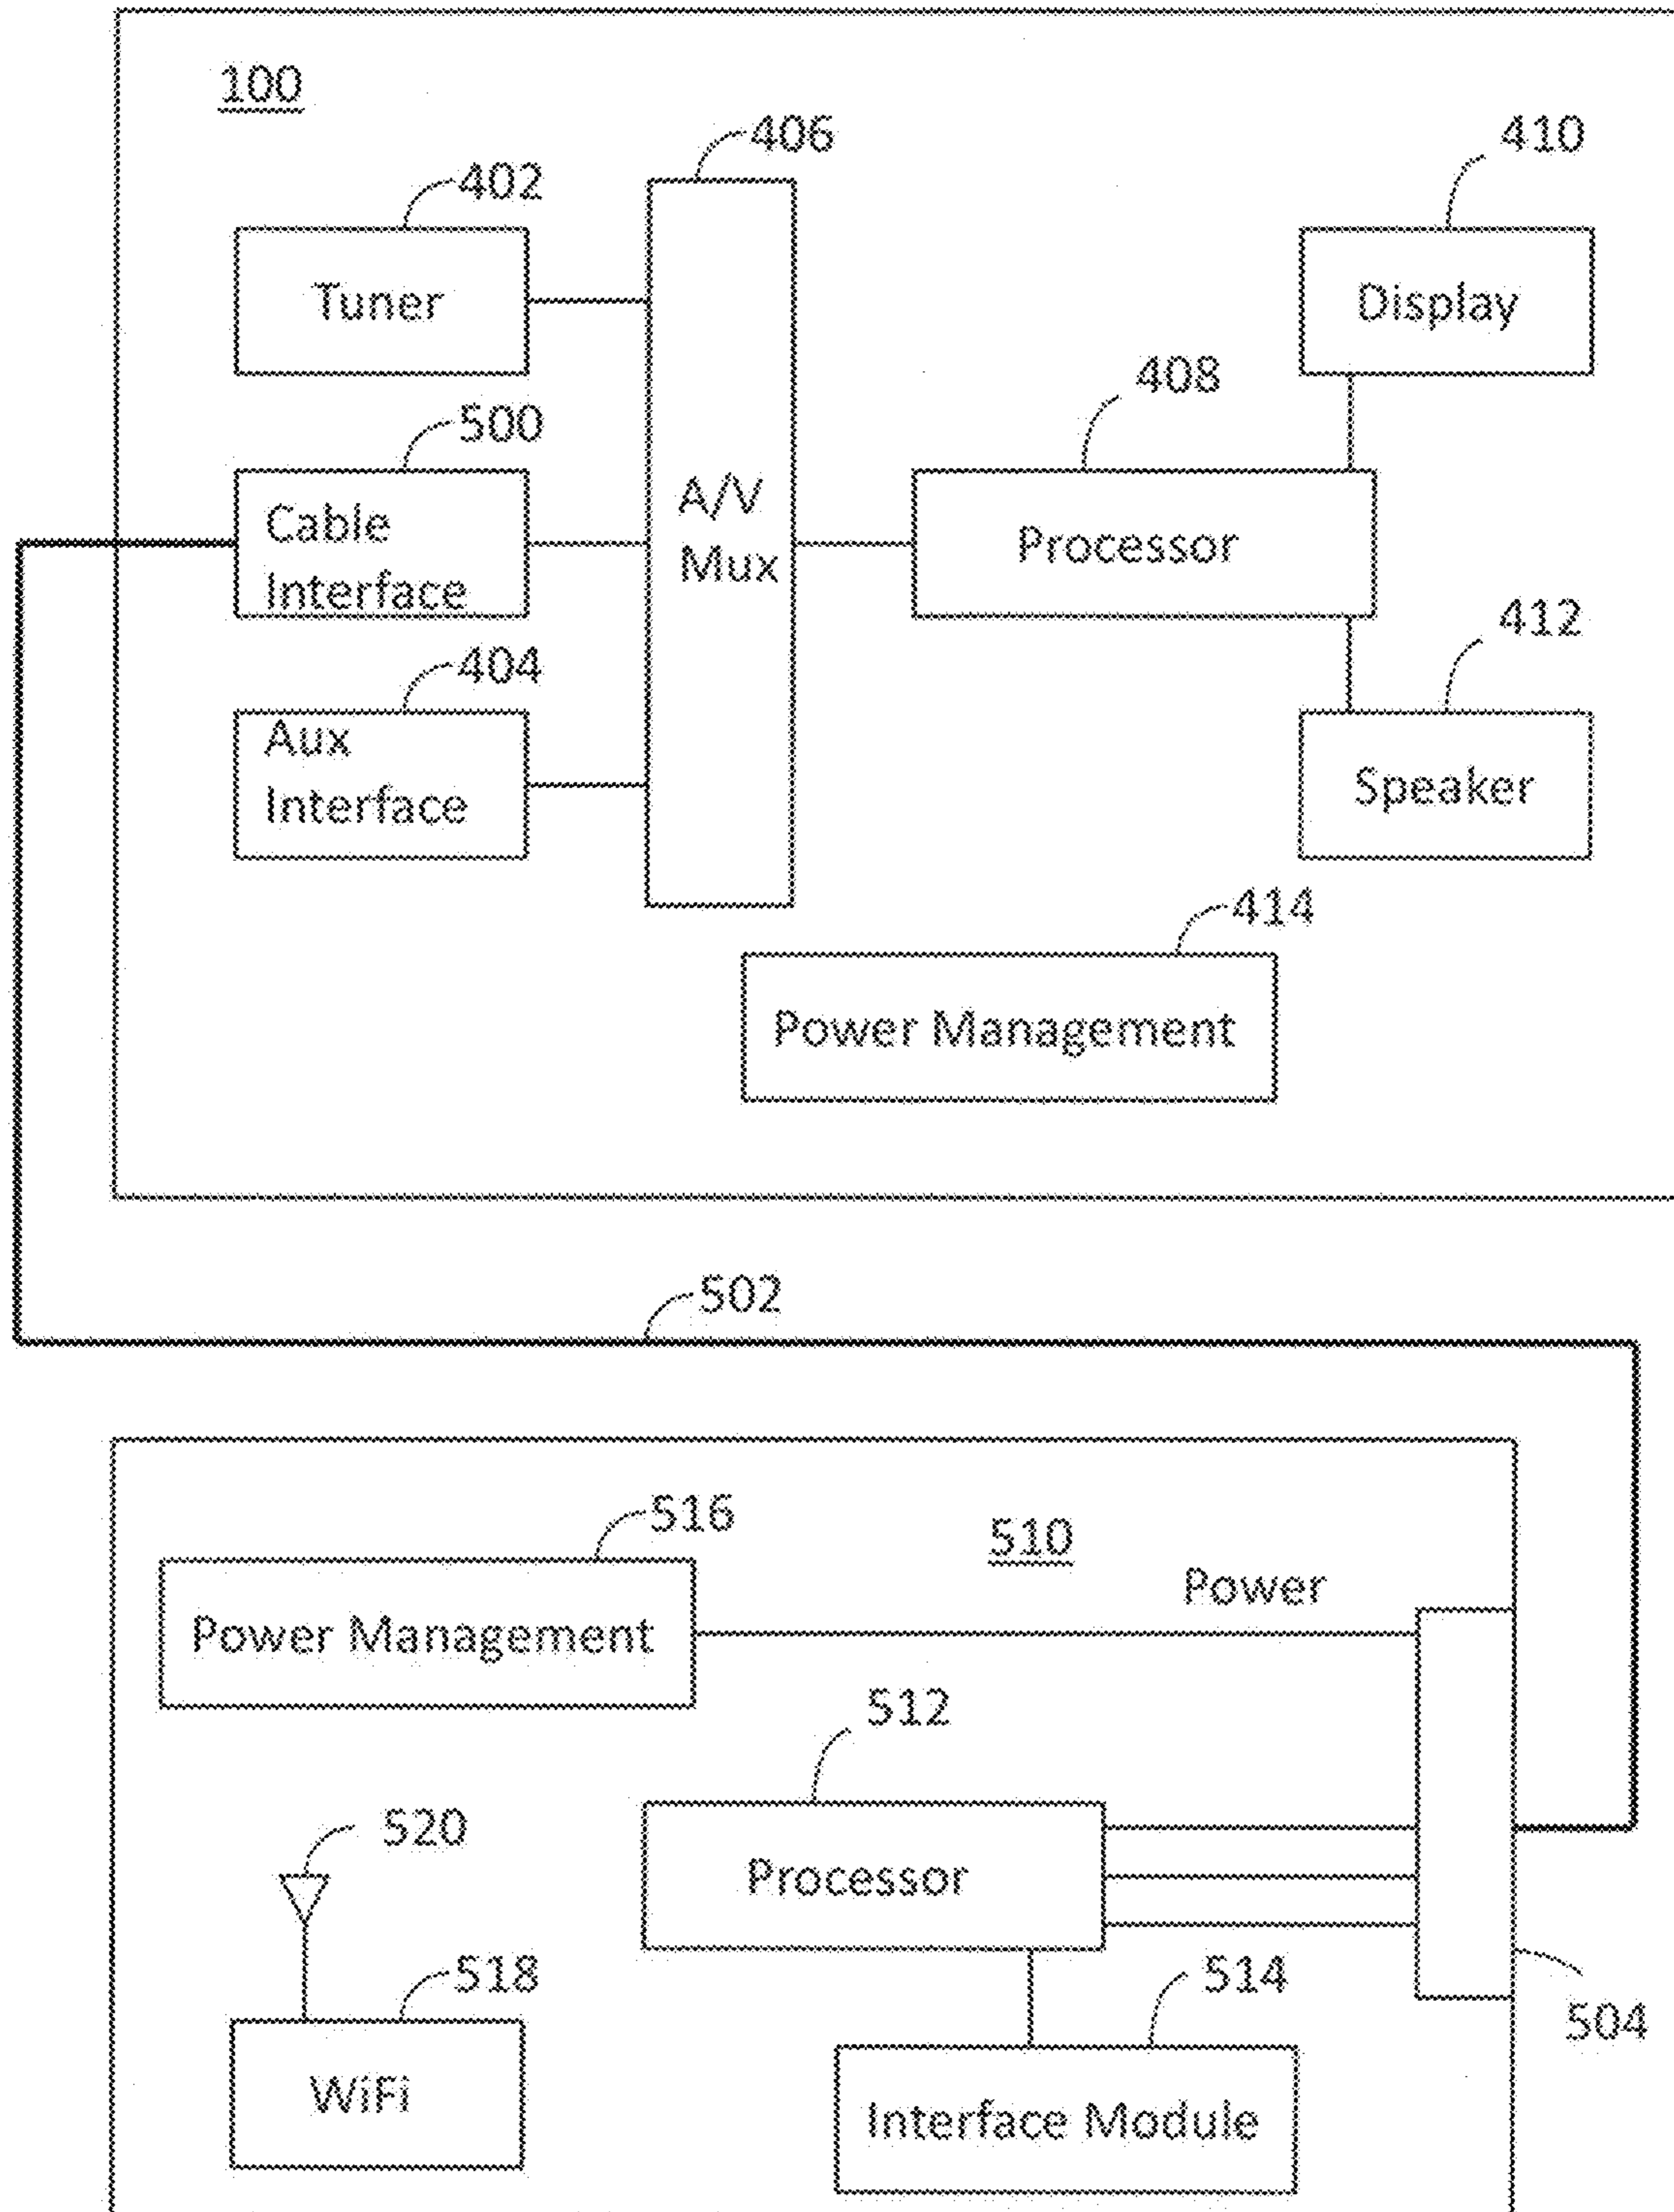 100
406
410
402
Tuner
Display
408
500
Cable
Interface
A/V
Mux
Processor
412
404
Aux
Interface
Speaker
414
Power Management
502
516
510
Power
Power Management
512
520
Processor
518
514
504
WiFi
Interface Module